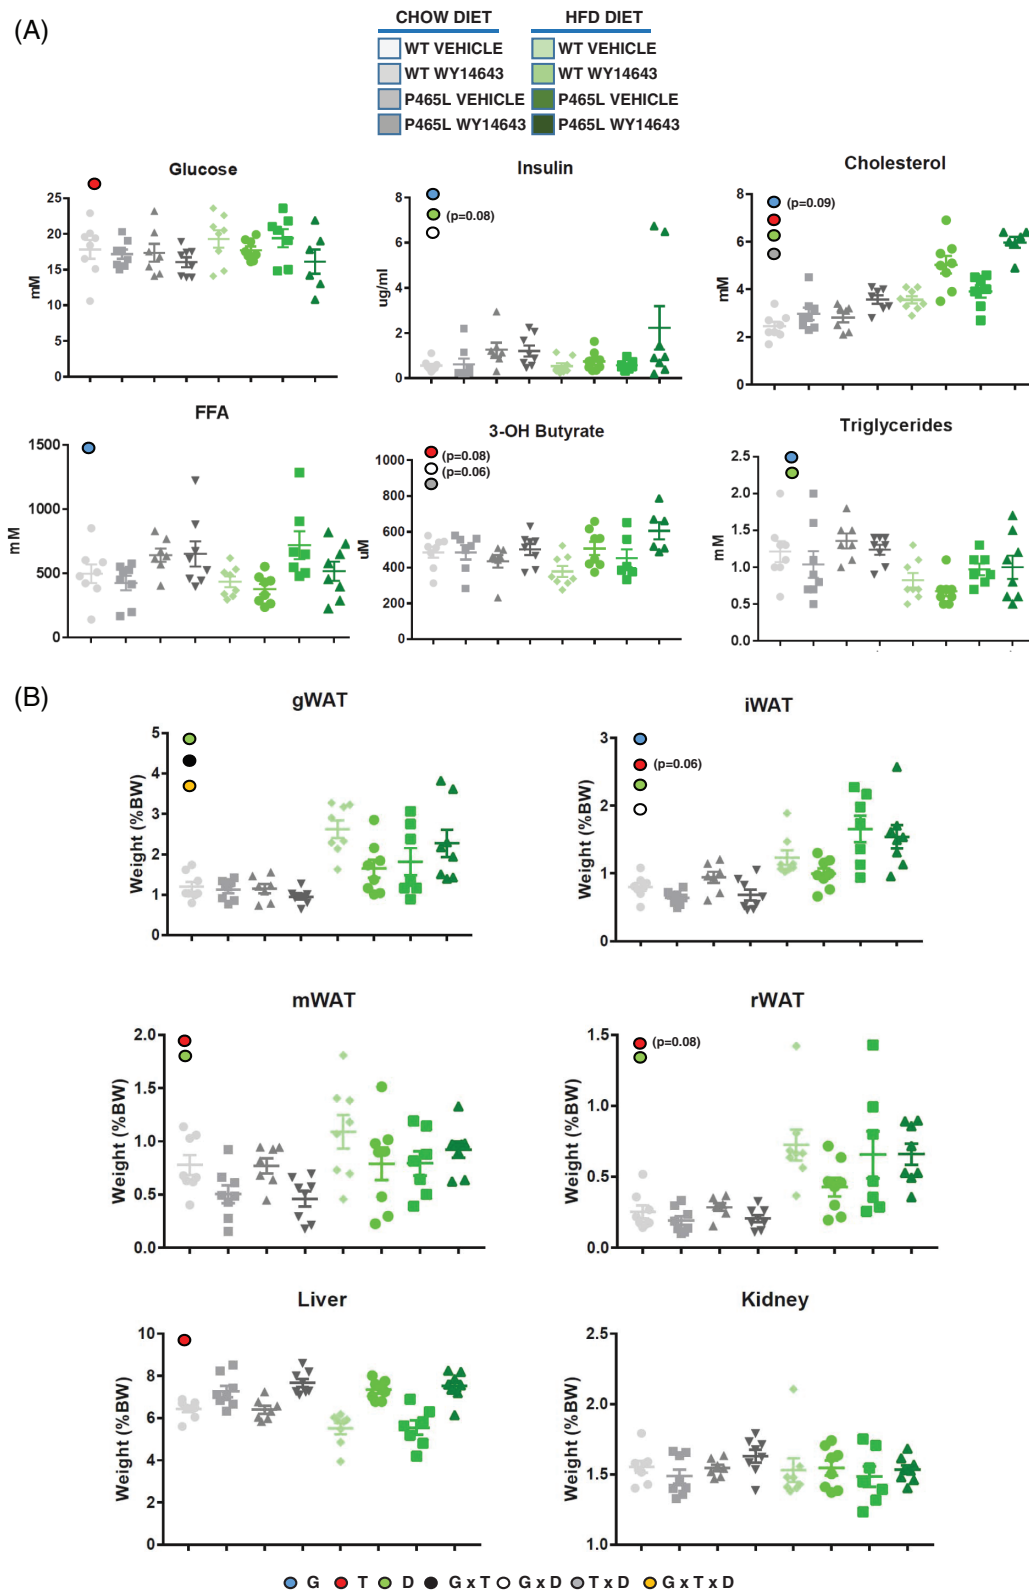 (A)
CHOW DIET HFD DIET
WT VEHICLE WT VEHICLE
WT WY14643 WT WY14643
P465L VEHICLE P465L VEHICLE
P465L WY14643 P465L WY14643
Glucose
25
20
15
10
5
0
mM
Insulin
(p=0.08)
8
6
4
2
0
ug/ml
Cholesterol
(p=0.09)
8
6
4
2
0
mM
FFA
1500
1000
500
0
mM
3-OH Butyrate
(p=0.08)
(p=0.06)
1000
800
600
400
200
0
uM
Triglycerides
2.5
2.0
1.5
1.0
0.5
0.0
mM
(B)
gWAT
5
4
3
2
1
0
Weight (%BW)
iWAT
(p=0.06)
3
2
1
0
Weight (%BW)
mWAT
2.0
1.5
1.0
0.5
0.0
Weight (%BW)
rWAT
(p=0.08)
1.5
1.0
0.5
0.0
Weight (%BW)
Liver
10
8
6
4
2
0
Weight (%BW)
Kidney
2.5
2.0
1.5
1.0
Weight (%BW)
G T D G x T G x D T x D G x T x D